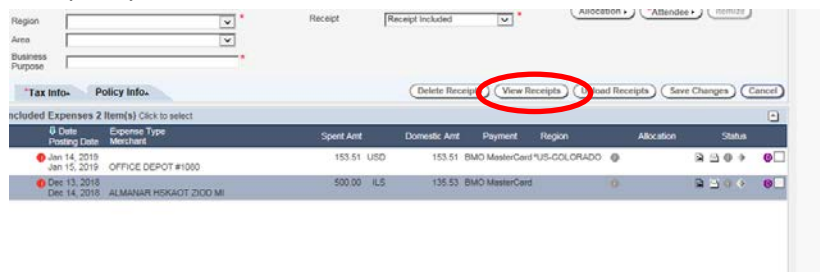 Region * Receipt Receipt Included * Allocation *Attendee Itemize
Area
Business Purpose *
*Tax Info Policy Info Delete Receipts View Receipts Upload Receipts Save Changes Cancel
Included Expenses 2 Item(s) Click to select
Date Expense Type Spent Amt Domestic Amt Payment Region Allocation Status
Posting Date Merchant
Jan 14, 2019 153.51 USD 153.51 BMO MasterCard *US-COLORADO
Jan 15, 2019 OFFICE DEPOT #1080
Dec 13, 2018 500.00 ILS 135.53 BMO MasterCard
Dec 14, 2018 ALMANAR HSKAOT ZIOD MI